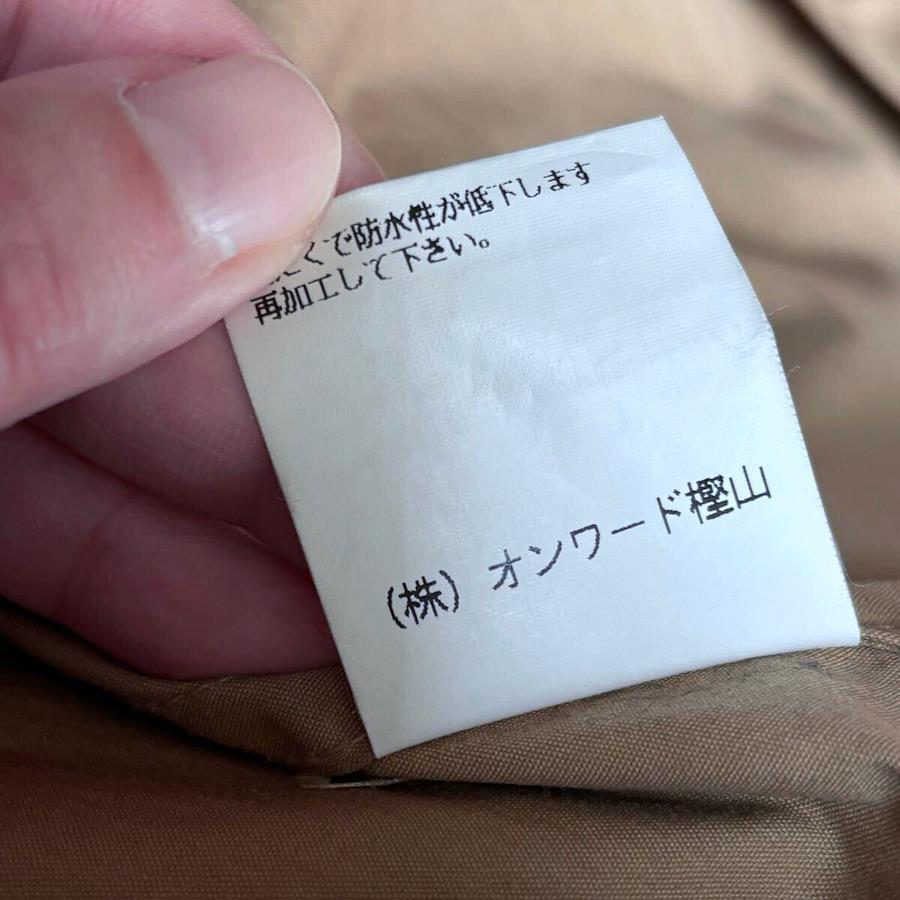 くで防水性が低下します
再加工して下さい。
(株) オンワード樫山